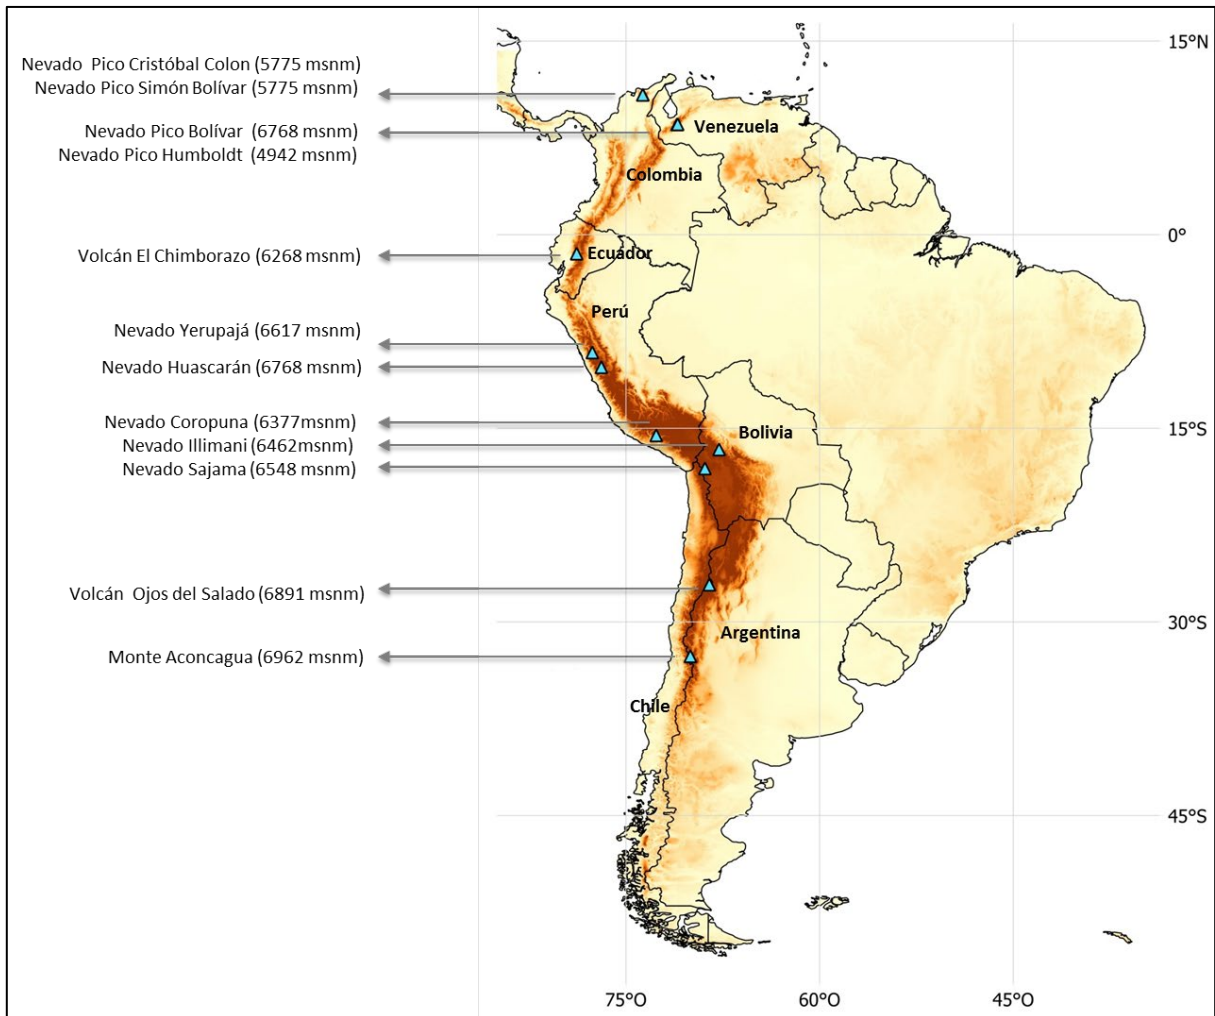 15°N
Nevado  Pico Cristóbal Colon (5775 msnm)
Nevado Pico Simón Bolívar (5775 msnm)
Nevado Pico Bolívar  (6768 msnm)
Venezuela
Nevado Pico Humboldt  (4942 msnm)
Colombia
0°
Volcán El Chimborazo (6268 msnm)
Ecuádor
Perú
Nevado Yerupajá (6617 msnm)
Nevado Huascarán (6768 msnm)
Nevado Coropuna (6377msnm)
15°S
Bolivia
Nevado Illimani (6462msnm)
Nevado Sajama (6548 msnm)
Volcán  Ojos del Salado (6891 msnm)
30°S
Argentina
Monte Aconcagua (6962 msnm)
Chile
45°S
75°O 60°O 45°O